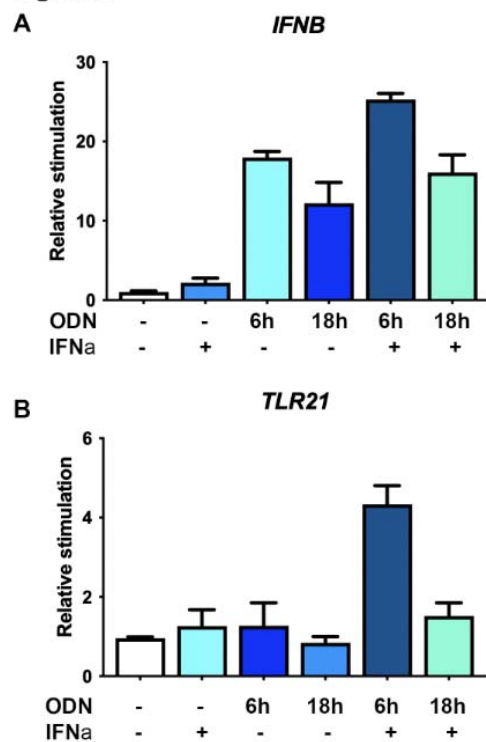 A
IFNB
Relative stimulation
30
20
10
0
ODN - - 6h 18h 6h 18h
IFNa - + - - + +
B
TLR21
Relative stimulation
6
4
2
0
ODN - - 6h 18h 6h 18h
IFNa - + - - + +